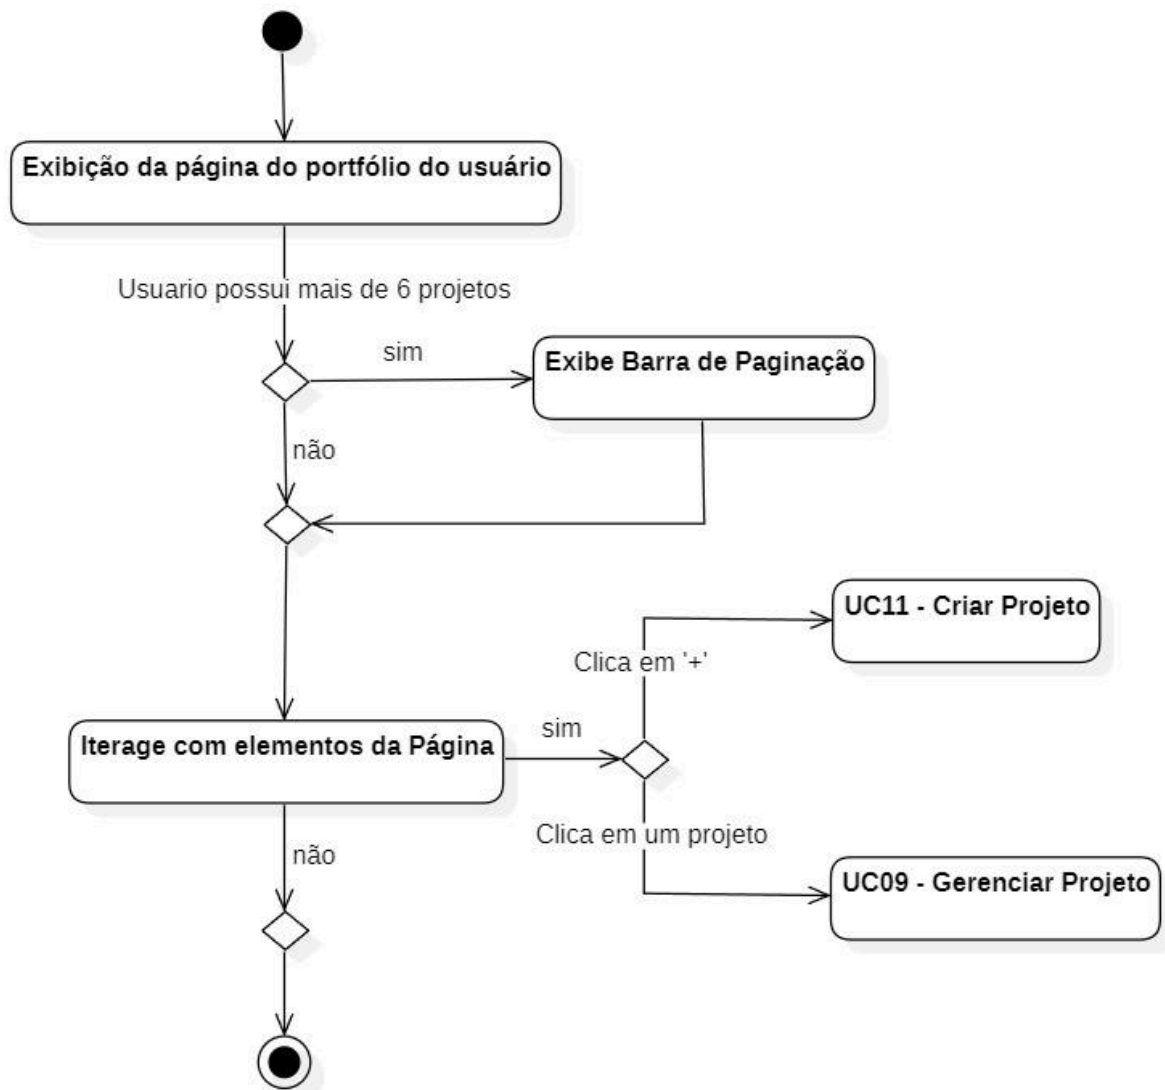 Exibição da página do portfólio do usuário
Usuario possui mais de 6 projetos
sim
Exibe Barra de Paginação
não
UC11 - Criar Projeto
Clica em '+'
sim
Iterage com elementos da Página
Clica em um projeto
não
UC09 - Gerenciar Projeto